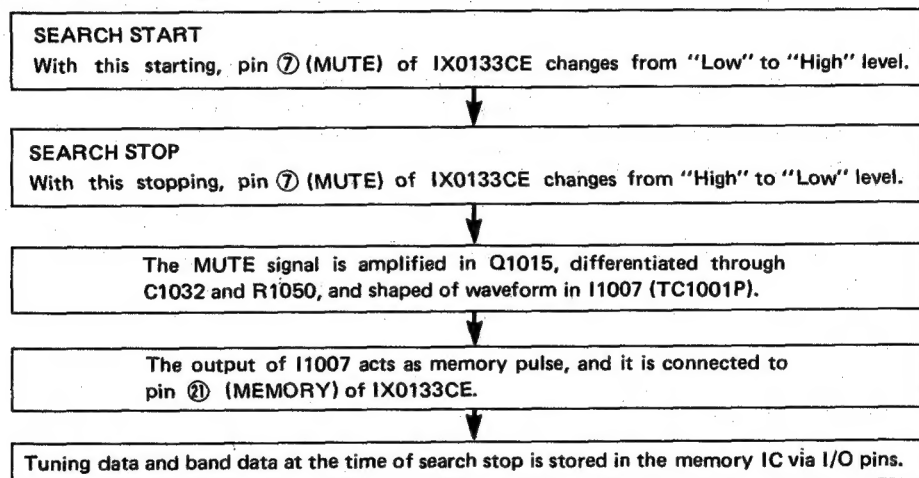 SEARCH START
With this starting, pin ⑦ (MUTE) of IX0133CE changes from "Low" to "High" level.
SEARCH STOP
With this stopping, pin ⑦ (MUTE) of IX0133CE changes from "High" to "Low" level.
The MUTE signal is amplified in Q1015, differentiated through
C1032 and R1050, and shaped of waveform in I1007 (TC1001P).
The output of I1007 acts as memory pulse, and it is connected to
pin ㉑ (MEMORY) of IX0133CE.
Tuning data and band data at the time of search stop is stored in the memory IC via I/O pins.